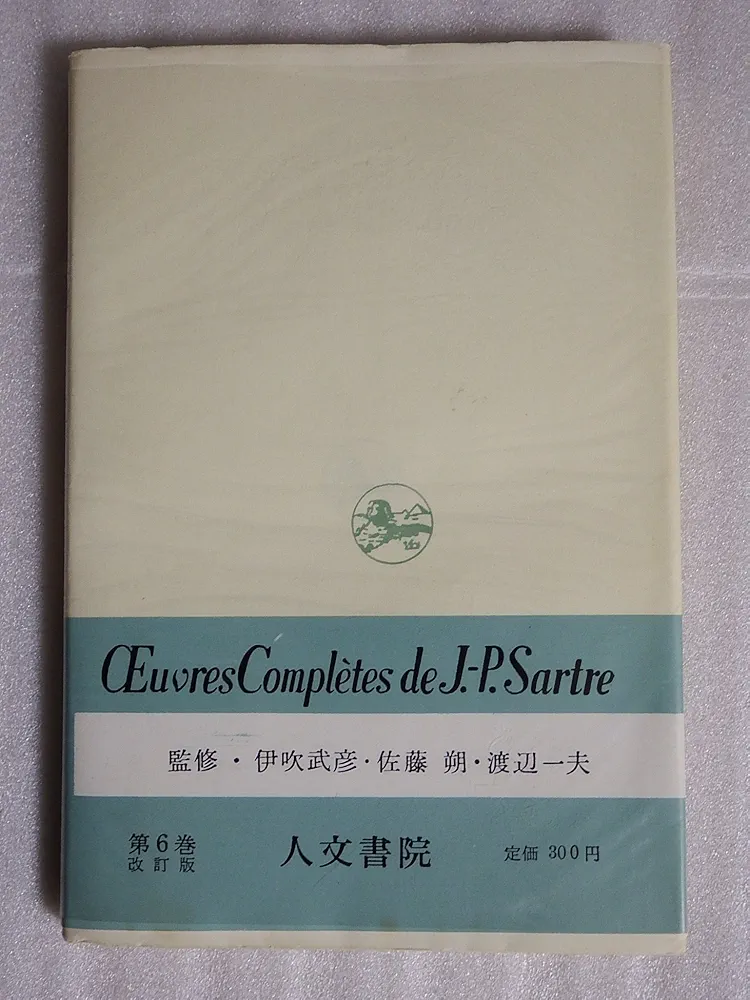 Œuvres Complètes de J.-P. Sartre
監修・伊吹武彦・佐藤 朔・渡辺一夫
第6巻 人文書院 定価 300円
改訂版